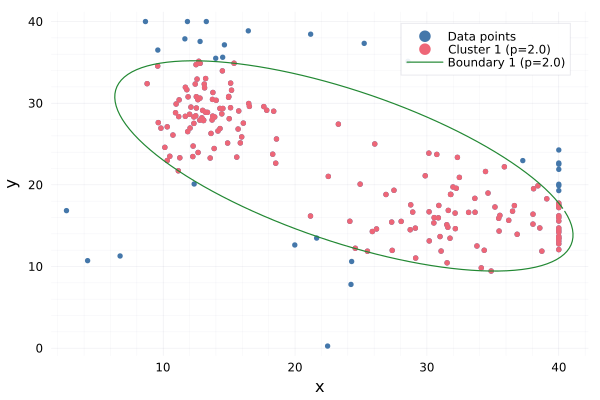 40
Data points
Cluster 1 (p=2.0)
Boundary 1 (p=2.0)
30
y
20
10
0
10 20 30 40
x